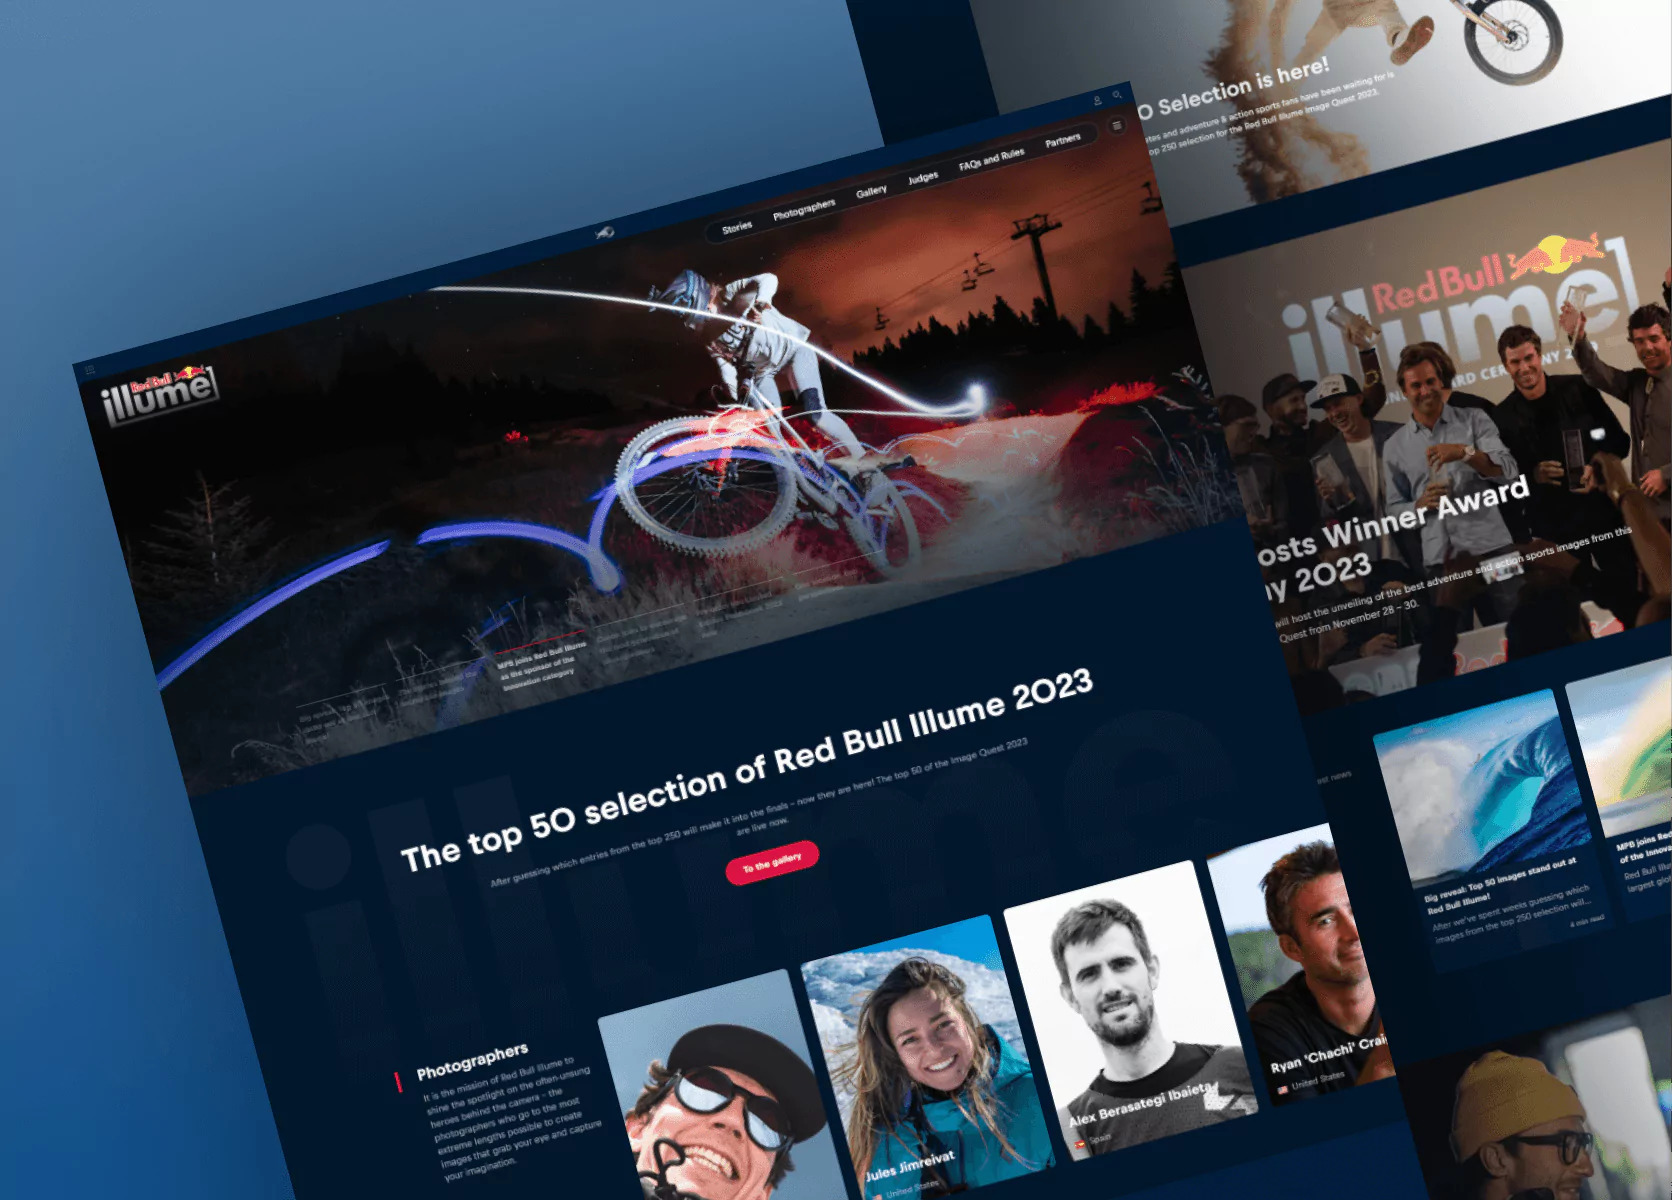 O Selection is here!
and adventure & action sports fans have been waiting for is
op 250 selection for the Red Bull Illume Image Quest 2023.
Stories
Photographers
Gallery
Judges
FAQs and Rules
Partners
Red Bull
illume
Red Bull
illume
osts Winner Award
y 2023
will host the unveiling of the best adventure and action sports images from this
Quest from November 28 – 30.
MPB joins Red Bull Illume
as the sponsor of the
Innovation category
The top 50 selection of Red Bull Illume 2023
After guessing which entries from the top 250 will make it into the finals – now they are here! The top 50 of the Image Quest 2023
are live now.
To the gallery
illume
est news
Big reveal: Top 50 images stand out at
Red Bull Illume!
After we've spent weeks guessing which
images from the top 250 selection will...
4 min read
MPB joins Red
of the Innova
Red Bull Illu
largest glo
Photographers
It is the mission of Red Bull Illume to
shine the spotlight on the often-unsung
heroes behind the camera – the
photographers who go to the most
extreme lengths possible to create
images that grab your eye and capture
your imagination.
Jules Jimreivat
United States
Alex Berasategi Ibaieta
Spain
Ryan 'Chachi' Crai
United States